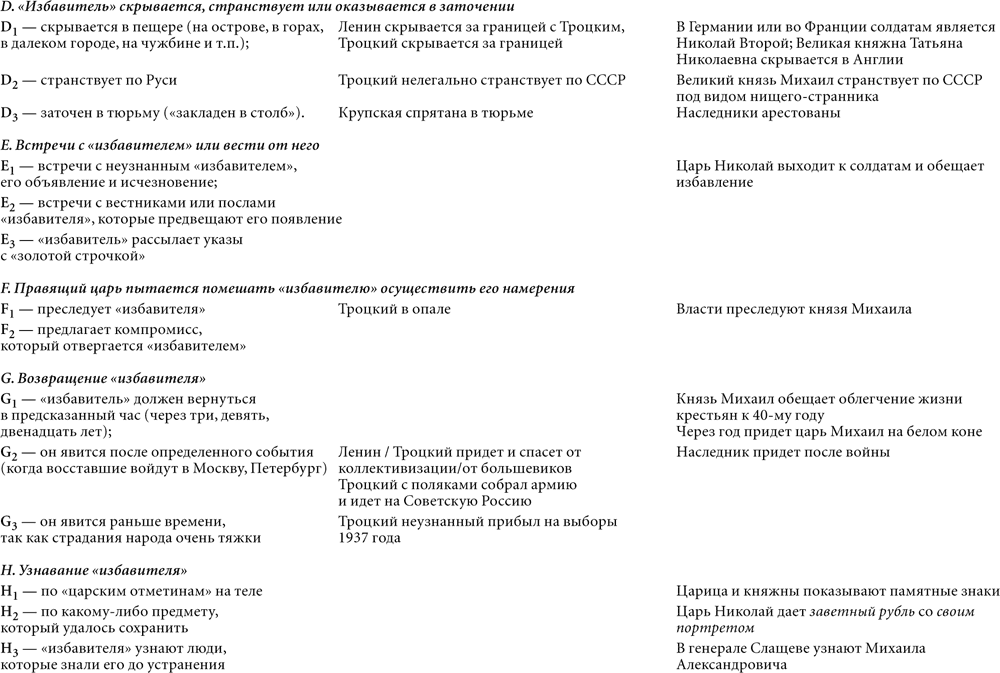 D. «Избавитель» скрывается, странствует или оказывается в заточении
D1 — скрывается в пещере (на острове, в горах,
в далеком городе, на чужбине и т.п.);
Ленин скрывается за границей с Троцким,
Троцкий скрывается за границей
В Германии или во Франции солдатам является
Николай Второй; Великая княжна Татьяна
Николаевна скрывается в Англии
D2 — странствует по Руси
Троцкий нелегально странствует по СССР
Великий князь Михаил странствует по СССР
под видом нищего-странника
D3 — заточен в тюрьму («закладен в столб»).
Крупская спрятана в тюрьме
Наследники арестованы
E. Встречи с «избавителем» или вести от него
E1 — встречи с неузнанным «избавителем»,
его объявление и исчезновение;
Царь Николай выходит к солдатам и обещает
избавление
E2 — встречи с вестниками или послами
«избавителя», которые предвещают его появление
E3 — «избавитель» рассылает указы
с «золотой строчкой»
F. Правящий царь пытается помешать «избавителю» осуществить его намерения
F1 — преследует «избавителя»
Троцкий в опале
Власти преследуют князя Михаила
F2 — предлагает компромисс,
который отвергается «избавителем»
G. Возвращение «избавителя»
G1 — «избавитель» должен вернуться
в предсказанный час (через три, девять,
двенадцать лет);
Князь Михаил обещает облегчение жизни
крестьян к 40-му году
Через год придет царь Михаил на белом коне
G2 — он явится после определенного события
(когда восставшие войдут в Москву, Петербург)
Ленин / Троцкий придет и спасет от
коллективизации/от большевиков
Троцкий с поляками собрал армию
и идет на Советскую Россию
Наследник придет после войны
G3 — он явится раньше времени,
так как страдания народа очень тяжки
Троцкий неузнанный прибыл на выборы
1937 года
H. Узнавание «избавителя»
H1 — по «царским отметинам» на теле
Царица и княжны показывают памятные знаки
H2 — по какому-либо предмету,
который удалось сохранить
Царь Николай дает заветный рубль со своим
портретом
H3 — «избавителя» узнают люди,
которые знали его до устранения
В генерале Слащеве узнают Михаила
Александровича